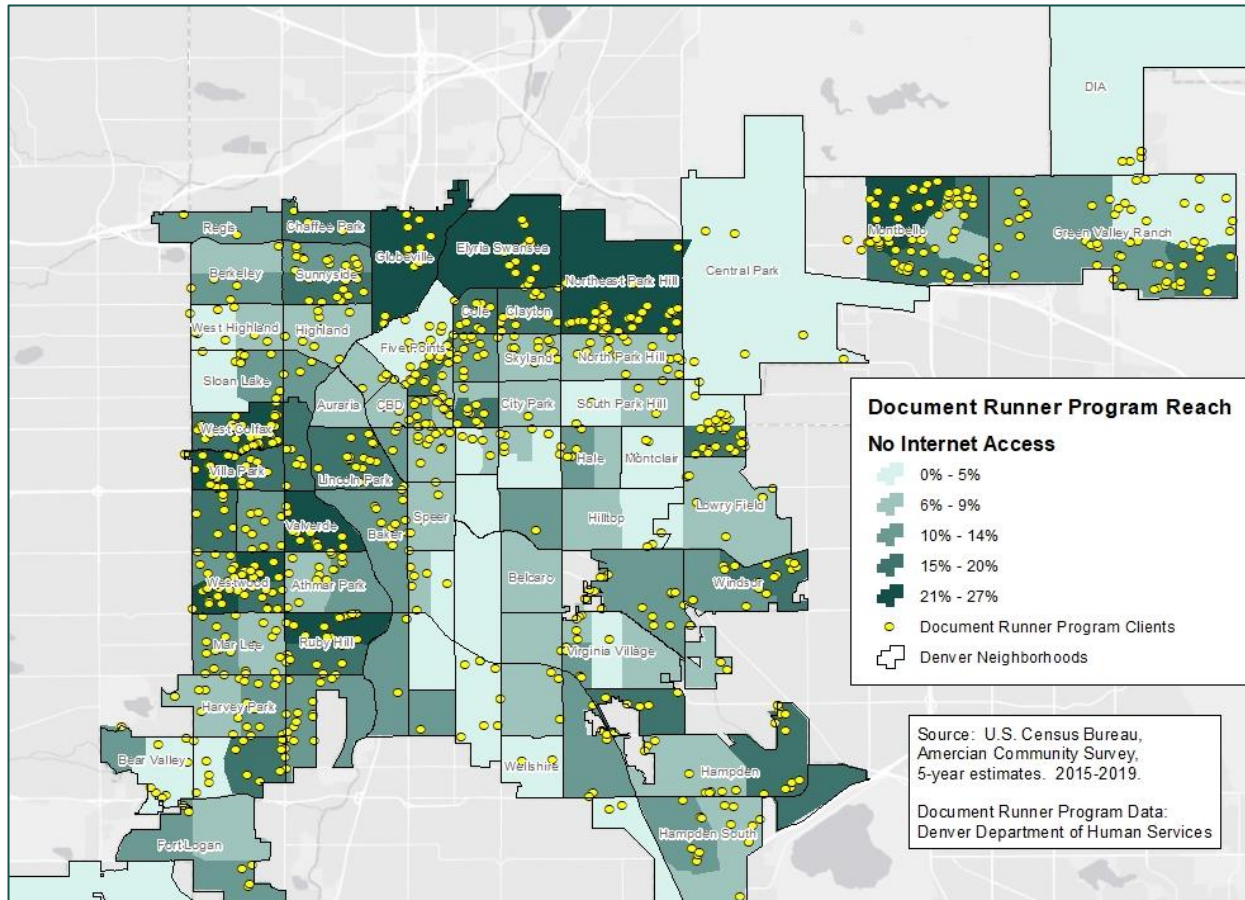 DIA
Regis
Chaffee Park
Globeville
Elyria Swansea
Montbello
Green Valley Ranch
Berkeley
Sunnyside
Northeast Park Hill
Central Park
West Highland
Highland
Cole
Clayton
Five Points
Skyland
North Park Hill
Sloan Lake
Auraria
CBD
City Park
South Park Hill
West Colfax
Villa Park
Lincoln Park
Hale
Montclair
Valverde
Baker
Speer
Hilltop
Lowry Field
Westwood
Athmar Park
Belcaro
Windsor
Mar Lee
Ruby Hill
Virginia Village
Harvey Park
Bear Valley
Wellshire
Hampden
Hampden South
Fort Logan
Document Runner Program Reach
No Internet Access
0% - 5%
6% - 9%
10% - 14%
15% - 20%
21% - 27%
Document Runner Program Clients
Denver Neighborhoods
Source: U.S. Census Bureau,
Amercian Community Survey,
5-year estimates. 2015-2019.
Document Runner Program Data:
Denver Department of Human Services